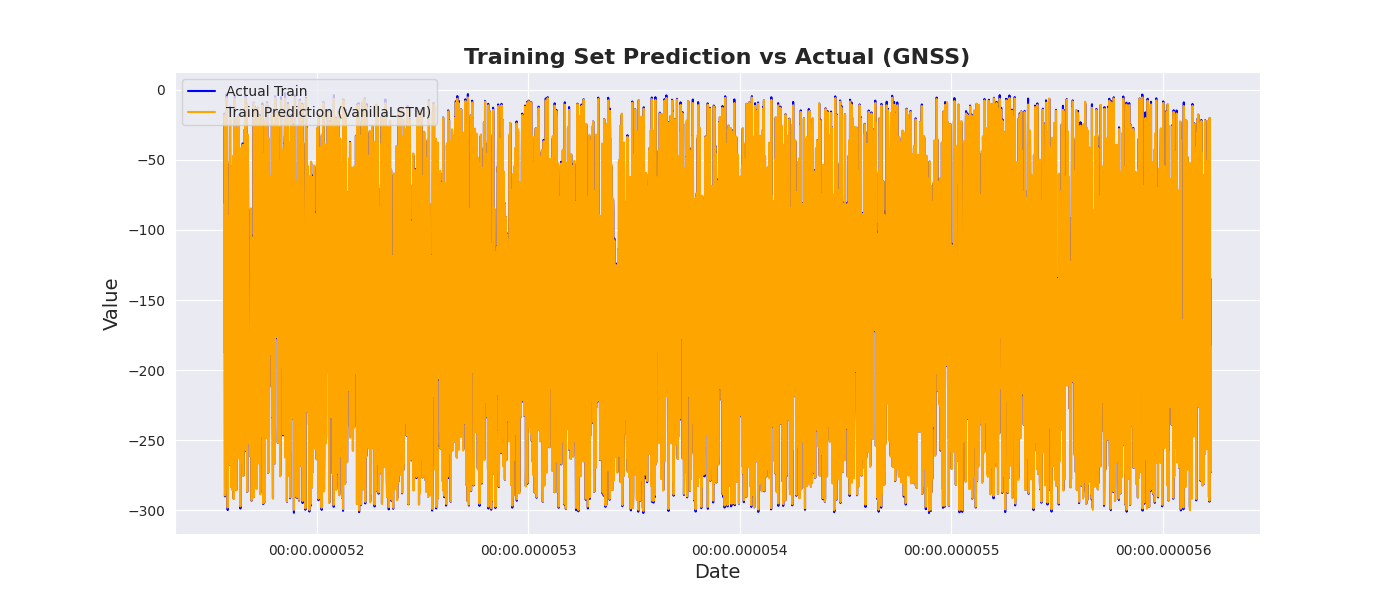 Training Set Prediction vs Actual (GNSS)
Actual Train
Train Prediction (VanillaLSTM)
Value
0
−50
−100
−150
−200
−250
−300
00:00.000052 00:00.000053 00:00.000054 00:00.000055 00:00.000056
Date